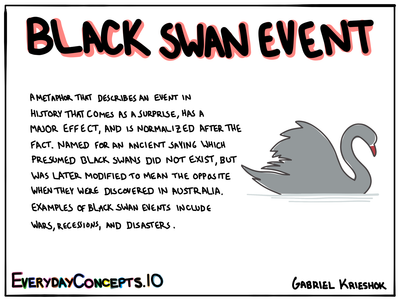 BLACK SWAN EVENT
A METAPHOR THAT DESCRIBES AN EVENT IN
HISTORY THAT COMES AS A SURPRISE, HAS A
MAJOR EFFECT, AND IS NORMALIZED AFTER THE
FACT. NAMED FOR AN ANCIENT SAYING WHICH
PRESUMED BLACK SWANS DID NOT EXIST, BUT
WAS LATER MODIFIED TO MEAN THE OPPOSITE
WHEN THEY WERE DISCOVERED IN AUSTRALIA.
EXAMPLES OF BLACK SWAN EVENTS INCLUDE
WARS, RECESSIONS, AND DISASTERS.
EVERYDAYCONCEPTS.IO
GABRIEL KRIESHOK